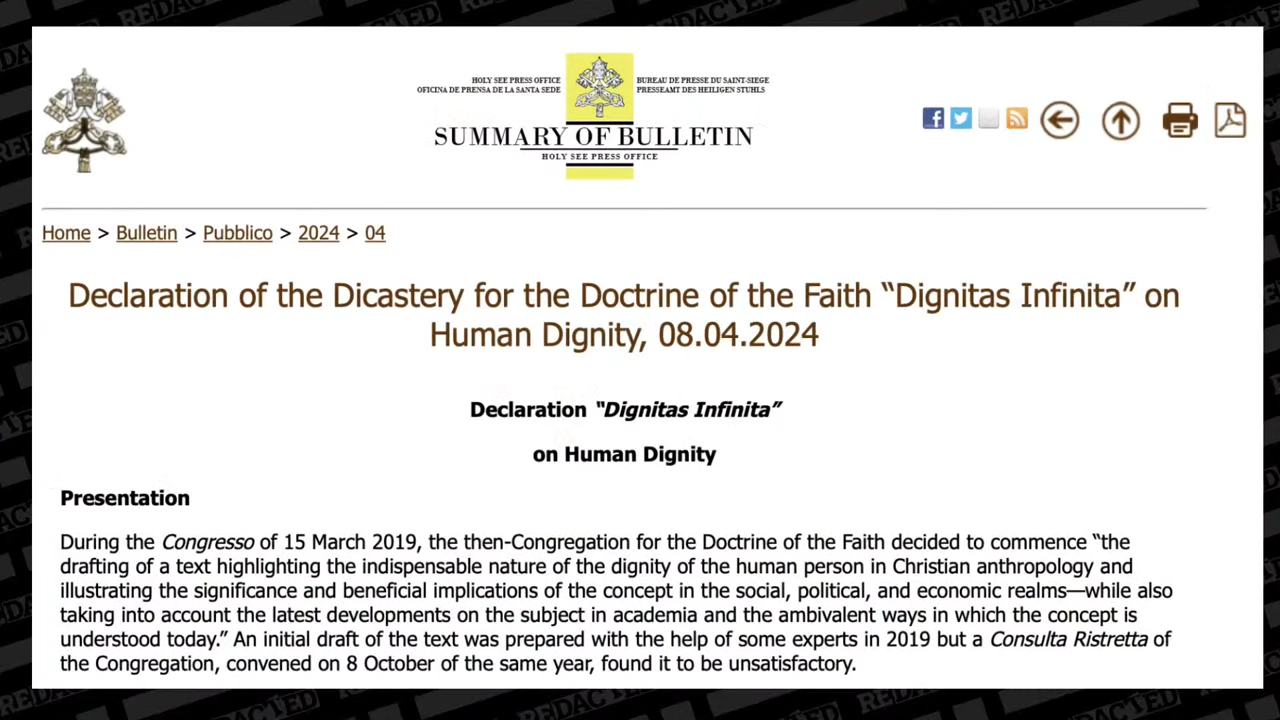 HOLY SEE PRESS OFFICE
OFICINA DE PRENSA DE LA SANTA SEDE
BUREAU DE PRESSE DU SAINT-SIEGE
PRESSEAMT DES HEILIGEN STUHLS
SUMMARY OF BULLETIN
HOLY SEE PRESS OFFICE
Home > Bulletin > Pubblico > 2024 > 04
Declaration of the Dicastery for the Doctrine of the Faith “Dignitas Infinita” on
Human Dignity, 08.04.2024
Declaration “Dignitas Infinita”
on Human Dignity
Presentation
During the Congresso of 15 March 2019, the then-Congregation for the Doctrine of the Faith decided to commence “the
drafting of a text highlighting the indispensable nature of the dignity of the human person in Christian anthropology and
illustrating the significance and beneficial implications of the concept in the social, political, and economic realms—while also
taking into account the latest developments on the subject in academia and the ambivalent ways in which the concept is
understood today.” An initial draft of the text was prepared with the help of some experts in 2019 but a Consulta Ristretta of
the Congregation, convened on 8 October of the same year, found it to be unsatisfactory.
REDACTED